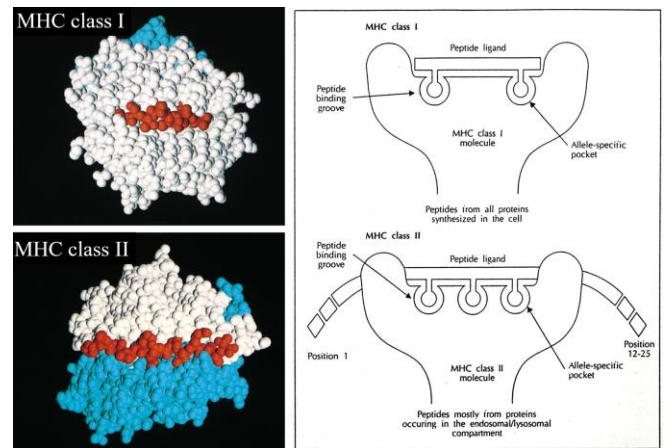 MHC class I
MHC class II
MHC class I
Peptide ligand
Peptide
binding
groove
MHC class I
molecule
Allele-specific
pocket
Peptides from all proteins
synthesized in the cell
MHC class II
Peptide
binding
groove
Peptide ligand
Position 1
Position
12-25
MHC class II
molecule
Allele-specific
pocket
Peptides mostly from proteins
occuring in the endosomal/lysosomal
compartment